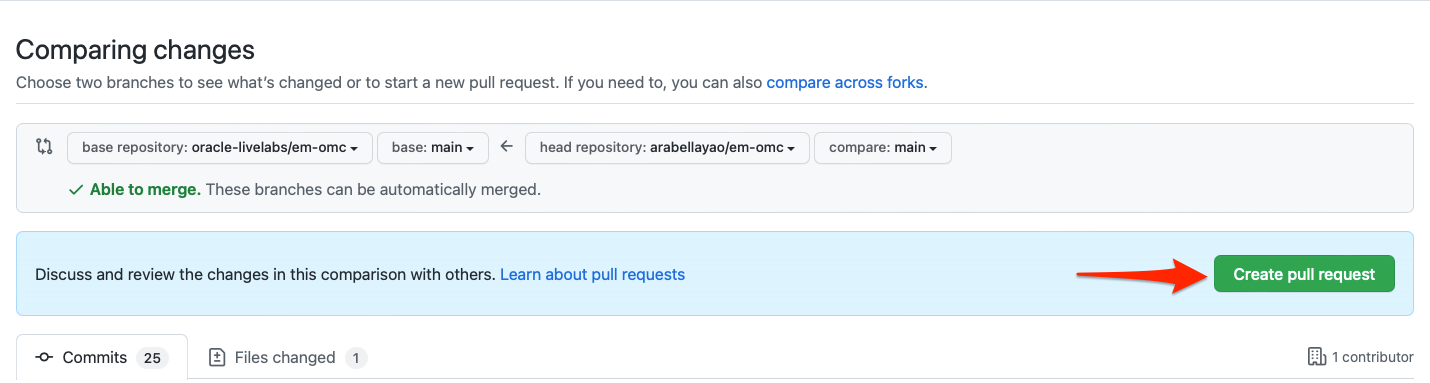 Comparing changes
Choose two branches to see what’s changed or to start a new pull request. If you need to, you can also compare across forks.
base repository: oracle-livelabs/em-omc base: main head repository: arabellayao/em-omc compare: main
Able to merge. These branches can be automatically merged.
Discuss and review the changes in this comparison with others. Learn about pull requests Create pull request
Commits 25 Files changed 1 1 contributor